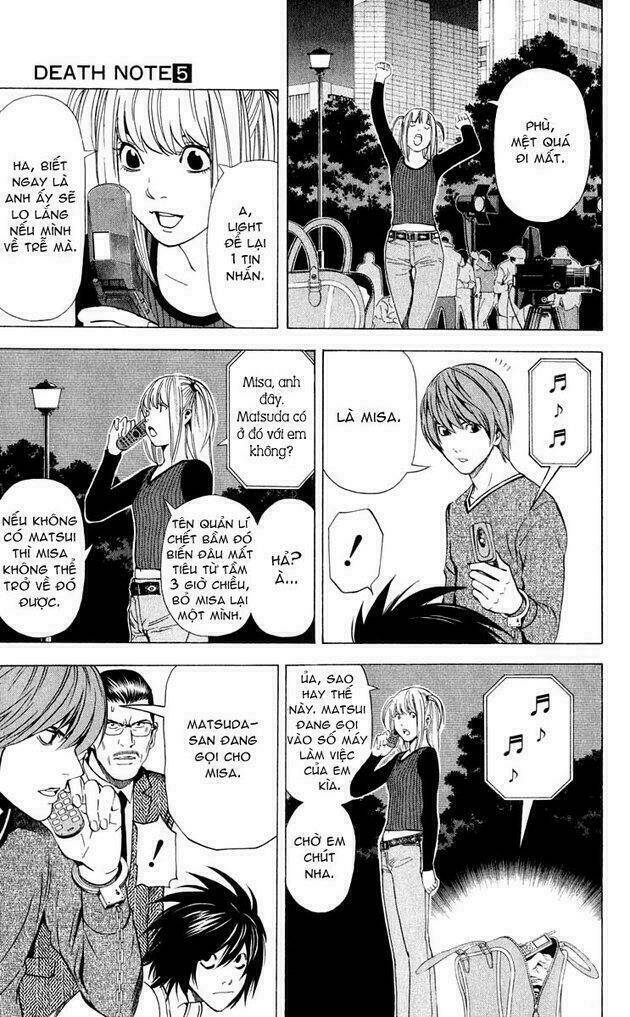 DEATH NOTE 5
PHÙ,
MỆT QUÁ
ĐI MẤT.
A,
LIGHT
ĐỂ LẠI
1 TIN
NHẮN.
HA, BIẾT
NGAY LÀ
ANH ẤY SẼ
LO LẮNG
NẾU MÌNH
VỀ TRỄ MÀ.
LÀ MISA.
!
Misa, anh
đây.
Matsuda có
ở đó với em
không?
HẢ?
À...
TÊN QUẢN LÍ
CHẾT BẦM ĐÓ
BIẾN ĐÂU MẤT
TIÊU TỪ TẦM
3 GIỜ CHIỀU,
BỎ MISA LẠI
MỘT MÌNH.
NẾU KHÔNG
CÓ MATSUI
THÌ MISA
KHÔNG THỂ
TRỞ VỀ ĐÓ
ĐƯỢC.
ỦA, SAO
HAY THẾ
NÀY. MATSUI
ĐANG GỌI
VÀO SỐ MÁY
LÀM VIỆC
CỦA EM
KÌA.
CHỜ EM
CHÚT
NHA.
MATSUDA-
SAN ĐANG
GỌI CHO
MISA.
!